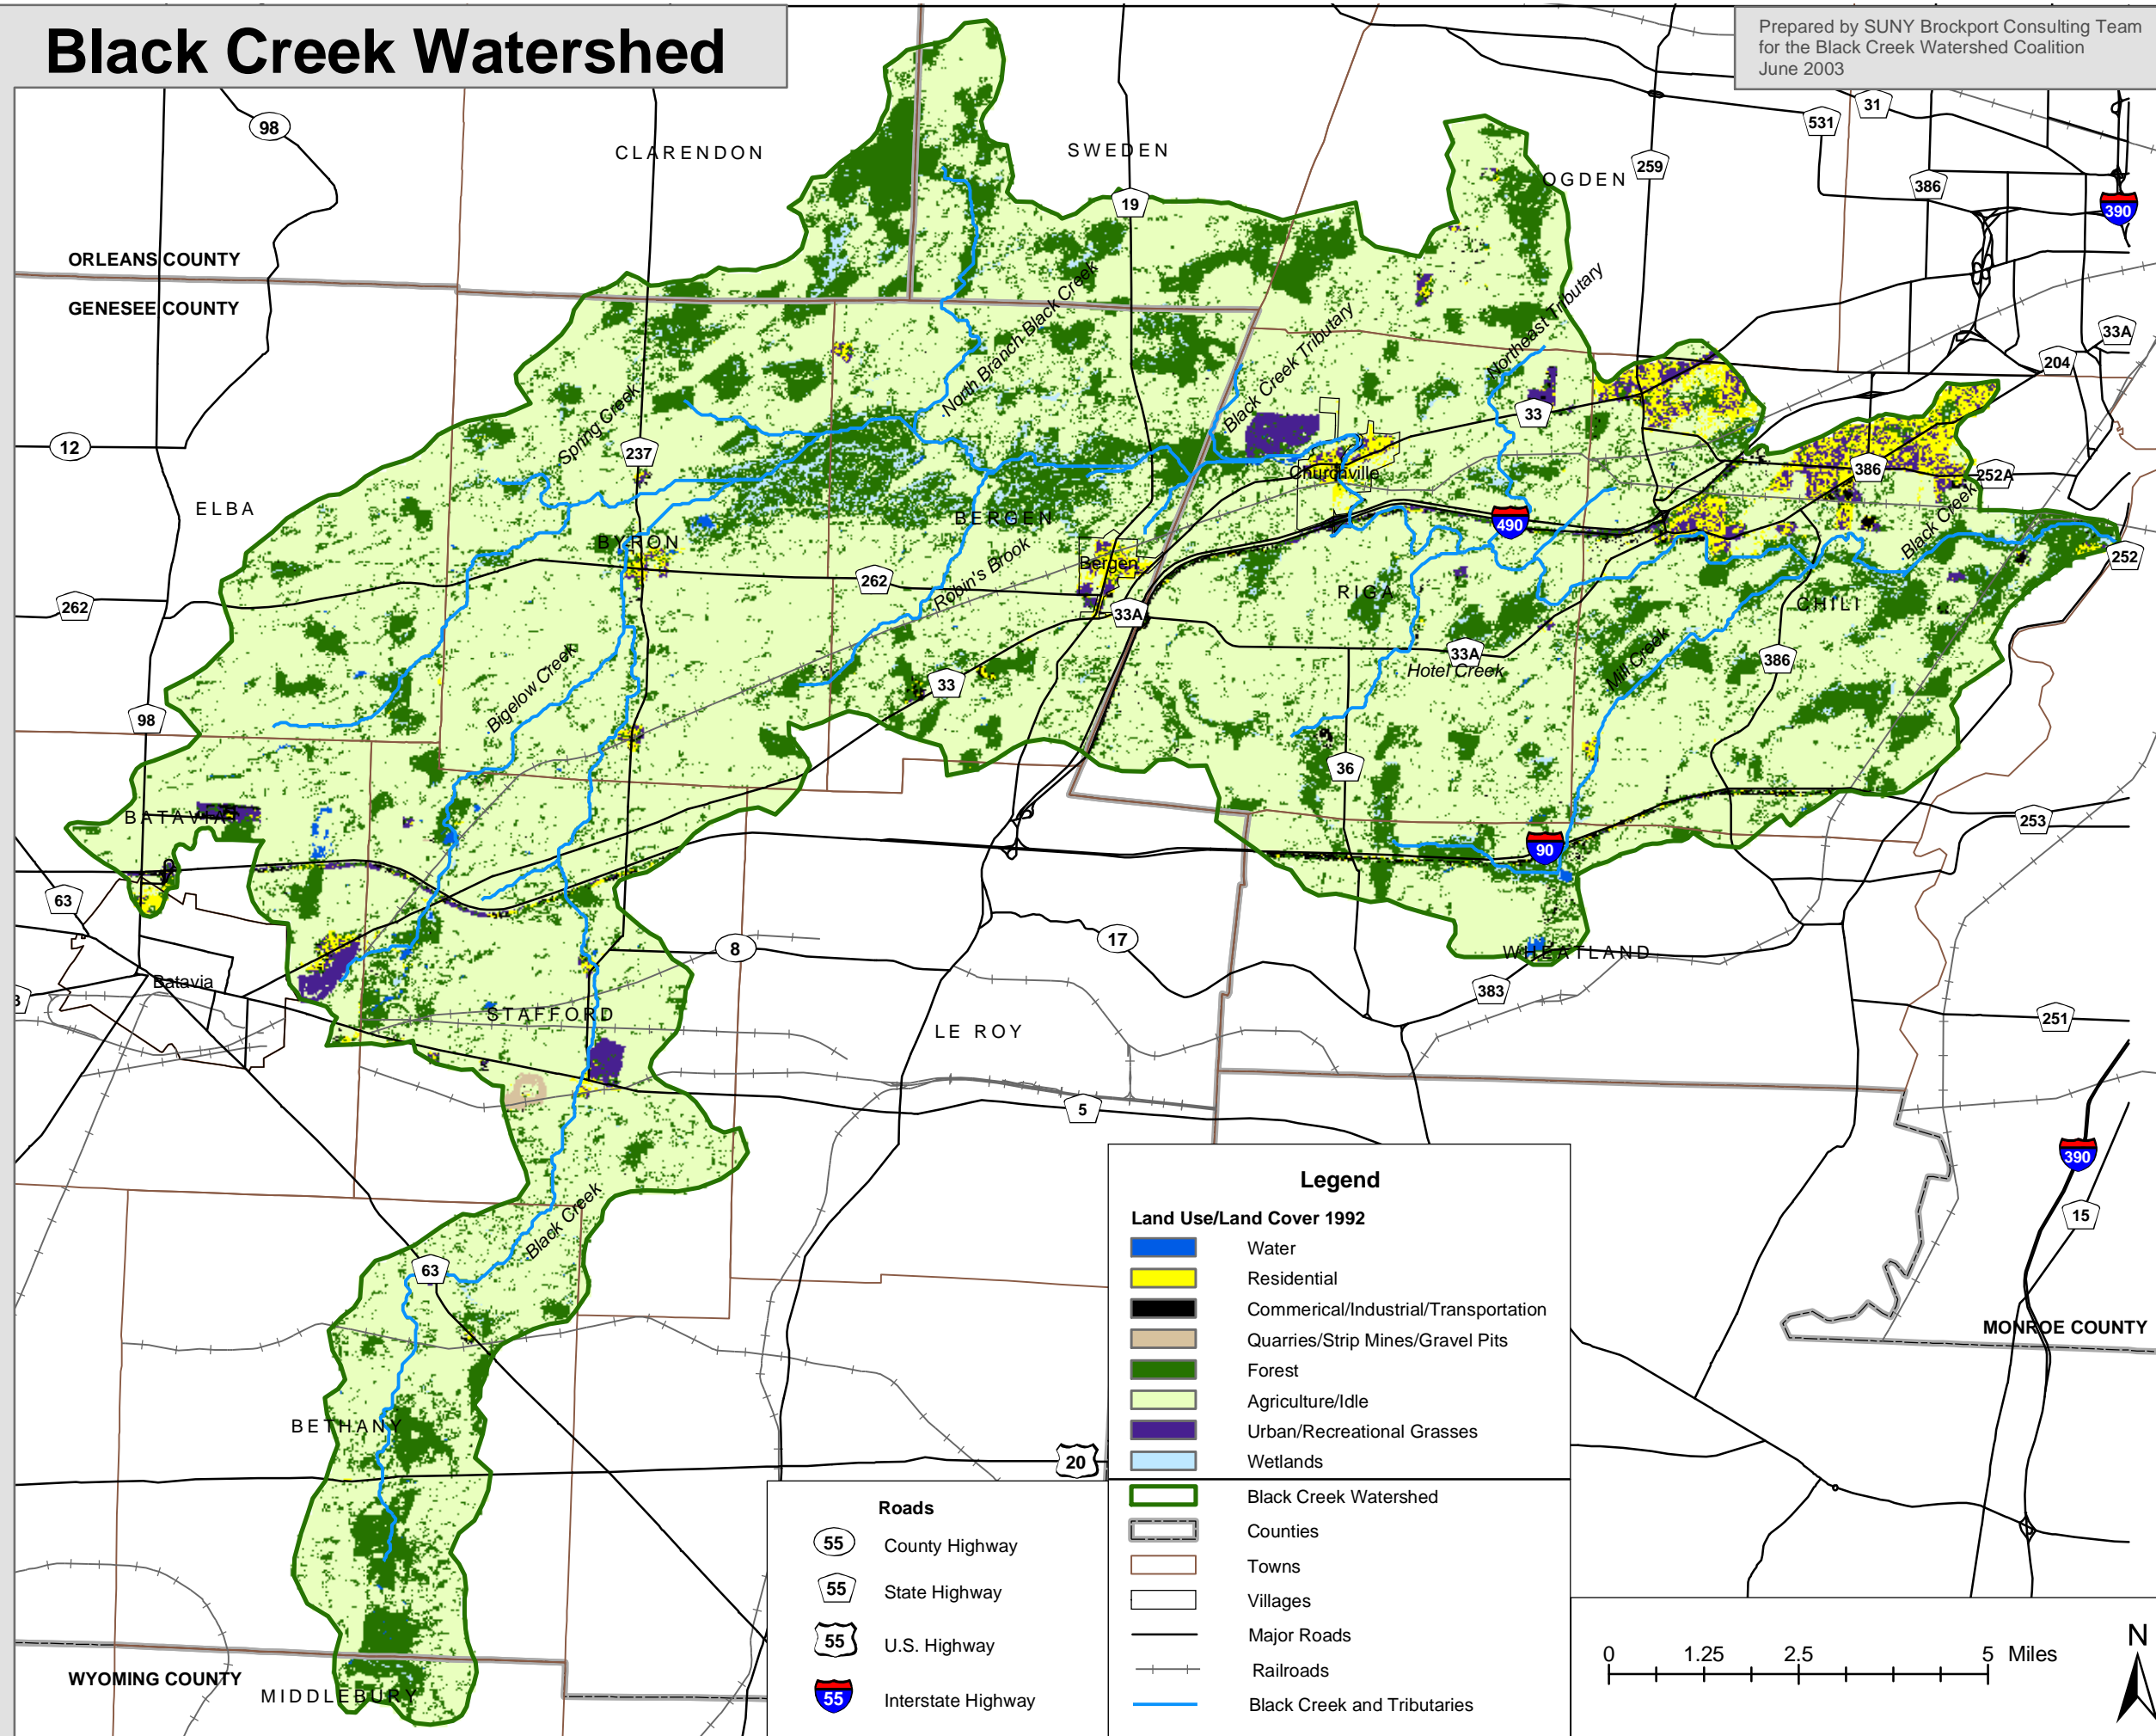 Black Creek Watershed
Prepared by SUNY Brockport Consulting Team
for the Black Creek Watershed Coalition
June 2003
98
CLARENDON
SWEDEN
OGDEN
259
531
31
386
390
19
ORLEANS COUNTY
GENESEE COUNTY
33A
204
North Branch Black Creek
Black Creek Tributary
Northeast Tributary
Spring Creek
12
237
33
Churchville
386
252A
ELBA
BERGEN
490
Black Creek
BYRON
Bergen
252
262
262
Robin's Brook
33A
RIGA
CHILI
Bigelow Creek
33A
Hotel Creek
Mill Creek
386
98
33
36
BATAVIA
90
253
63
8
17
WHEATLAND
Batavia
383
3
STAFFORD
LE ROY
251
5
390
Black Creek
63
15
MONROE COUNTY
BETHANY
20
WYOMING COUNTY
MIDDLEBURY
Legend
Land Use/Land Cover 1992
Water
Residential
Commerical/Industrial/Transportation
Quarries/Strip Mines/Gravel Pits
Forest
Agriculture/Idle
Urban/Recreational Grasses
Wetlands
Black Creek Watershed
Counties
Towns
Villages
Major Roads
Railroads
Black Creek and Tributaries
Roads
55 County Highway
55 State Highway
55 U.S. Highway
55 Interstate Highway
0 1.25 2.5 5 Miles
N